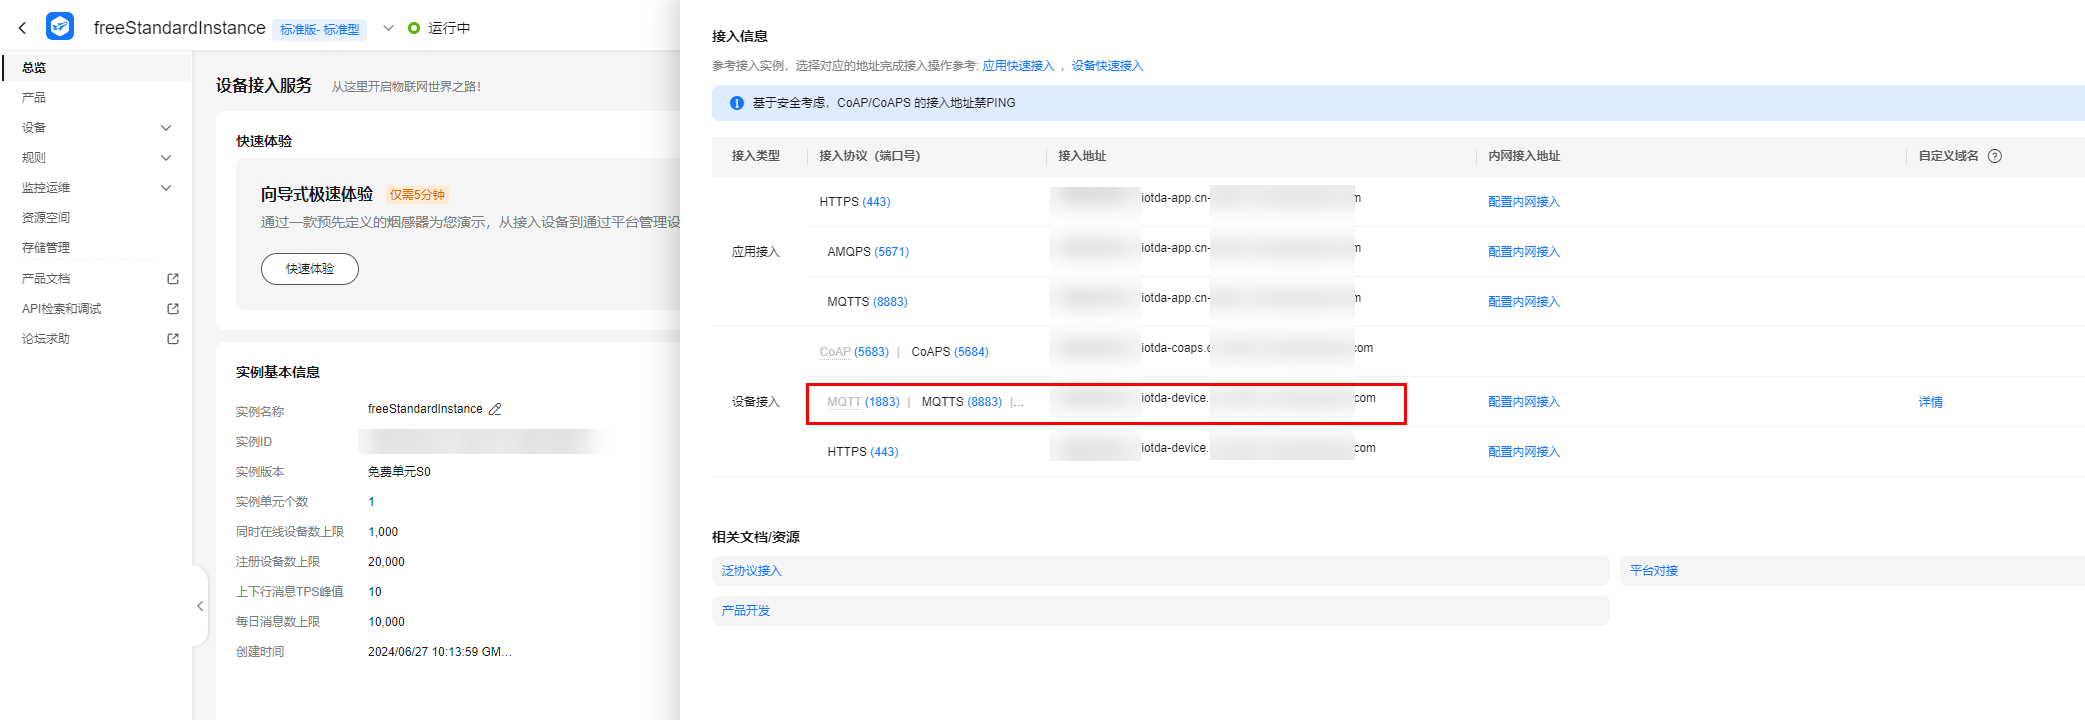 freeStandardInstance 标准版-标准型 运行中
总览
产品
设备
规则
监控运维
资源空间
存储管理
产品文档
API检索和调试
论坛求助
设备接入服务 从这里开启物联网世界之路!
快速体验
向导式极速体验 仅需5分钟
通过一款预先定义的烟感器为您演示，从接入设备到通过平台管理设
快速体验
实例基本信息
实例名称 freeStandardInstance
实例ID
实例版本 免费单元S0
实例单元个数 1
同时在线设备数上限 1,000
注册设备数上限 20,000
上下行消息TPS峰值 10
每日消息数上限 10,000
创建时间 2024/06/27 10:13:59 GM...
接入信息
参考接入实例，选择对应的地址完成接入操作参考: 应用快速接入 ，设备快速接入
基于安全考虑，CoAP/CoAPS 的接入地址禁PING
接入类型 接入协议（端口号） 接入地址 内网接入地址 自定义域名
HTTPS (443) iotda-app.cn- 配置内网接入
应用接入 AMQPS (5671) iotda-app.cn- 配置内网接入
MQTTS (8883) iotda-app.cn- 配置内网接入
CoAP (5683) | CoAPS (5684) iotda-coaps.c com
设备接入 MQTT (1883) | MQTTS (8883) |... iotda-device. com 配置内网接入 详情
HTTPS (443) iotda-device. com 配置内网接入
相关文档/资源
泛协议接入 平台对接
产品开发